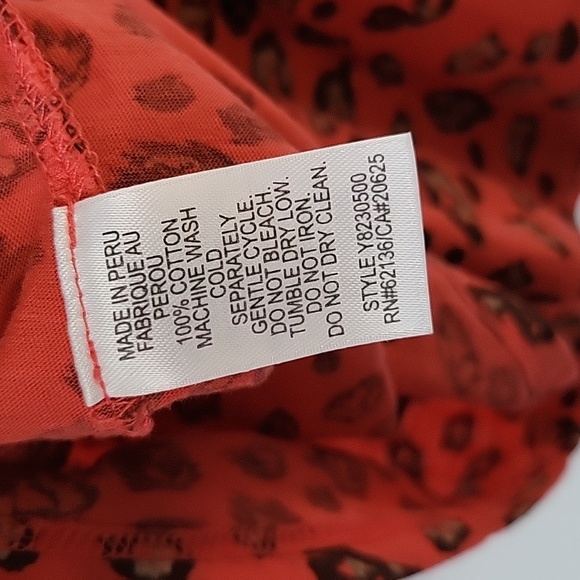 MADE IN PERU
FABRIQUE AU
PEROU
100% COTTON
MACHINE WASH
COLD
SEPARATELY
GENTLE CYCLE.
DO NOT BLEACH.
TUMBLE DRY LOW.
DO NOT IRON.
DO NOT DRY CLEAN.
STYLE Y8230500
RN#62136/CA#20625